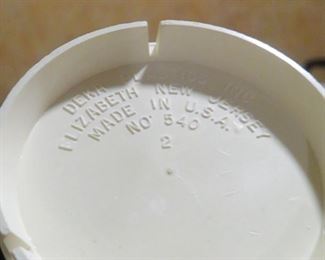 DEKA
ELIZABETH NEW JERSEY
MADE IN U.S.A.
NO. 540
2